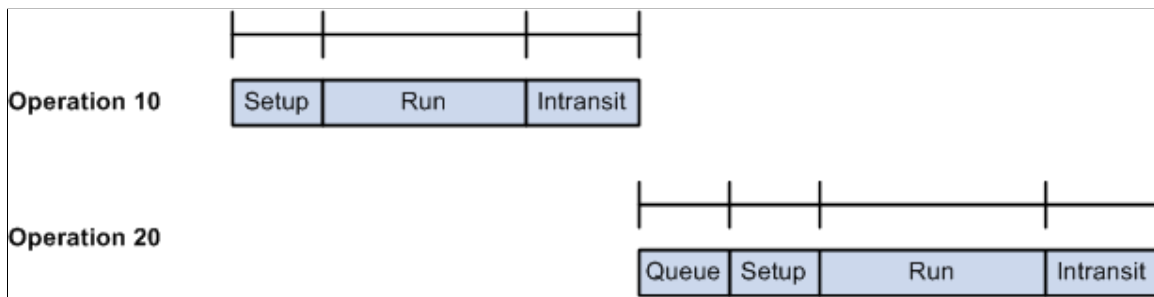 Operation 10
Setup Run Intransit
Operation 20
Queue Setup Run Intransit